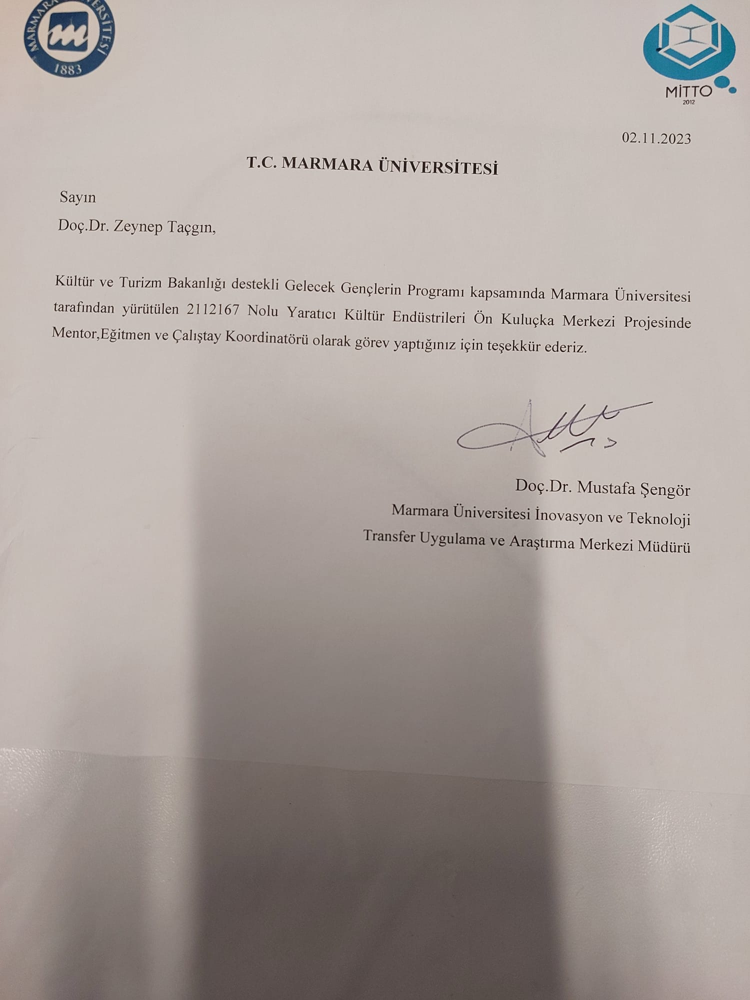 MARMARA ÜNİVERSİTESİ
1883
MİTTO
2012
02.11.2023
T.C. MARMARA ÜNİVERSİTESİ
Sayın
Doç.Dr. Zeynep Taçgın,
Kültür ve Turizm Bakanlığı destekli Gelecek Gençlerin Programı kapsamında Marmara Üniversitesi
tarafından yürütülen 2112167 Nolu Yaratıcı Kültür Endüstrileri Ön Kuluçka Merkezi Projesinde
Mentor,Eğitmen ve Çalıştay Koordinatörü olarak görev yaptığınız için teşekkür ederiz.
Doç.Dr. Mustafa Şengör
Marmara Üniversitesi İnovasyon ve Teknoloji
Transfer Uygulama ve Araştırma Merkezi Müdürü